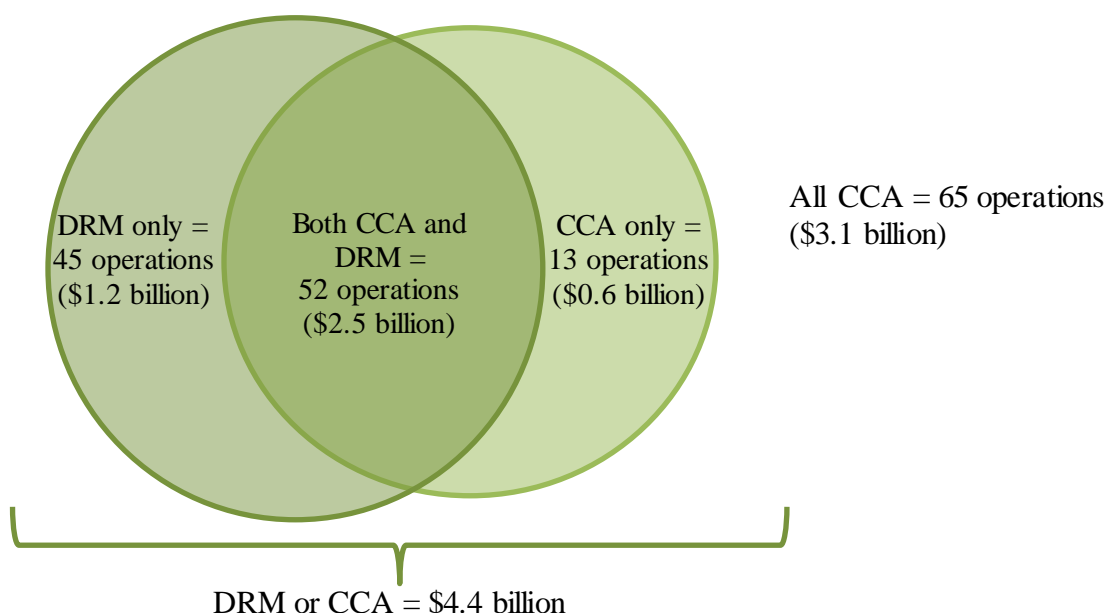 DRM only =
45 operations
($1.2 billion)
Both CCA and
DRM =
52 operations
($2.5 billion)
CCA only =
13 operations
($0.6 billion)
All CCA = 65 operations
($3.1 billion)
DRM or CCA = $4.4 billion